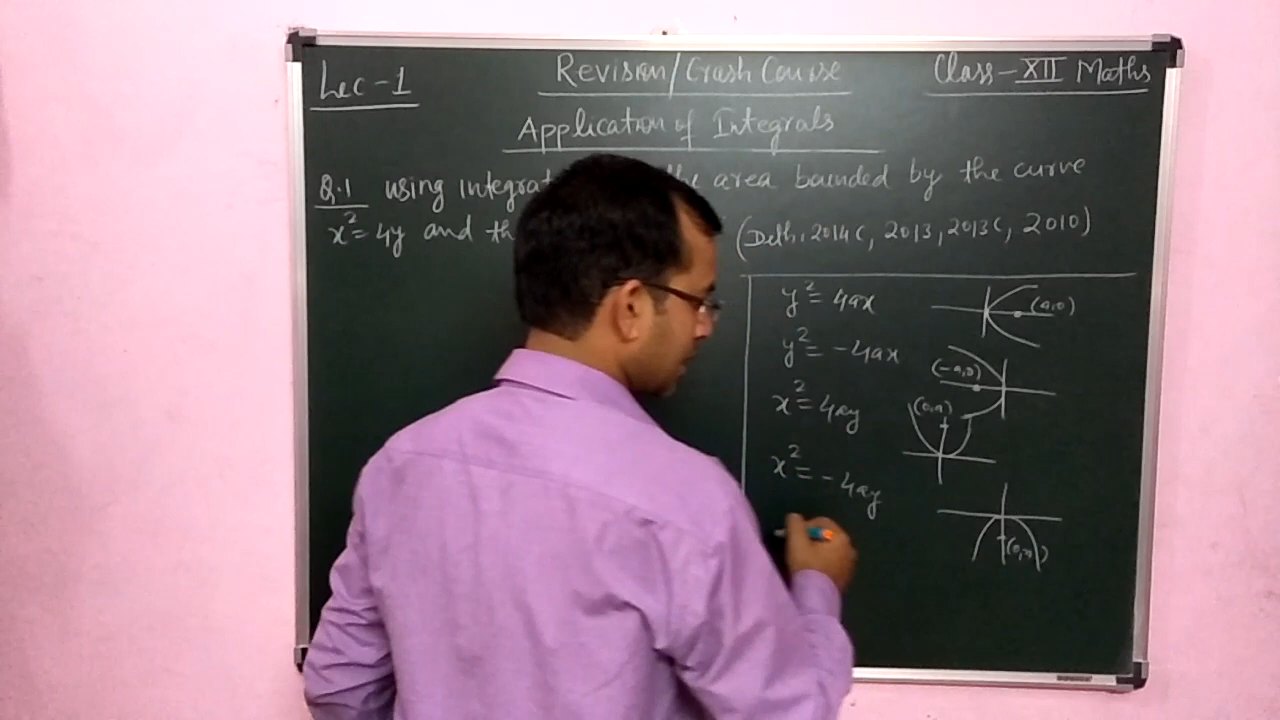 Lec-1
Revision/Crash Course
Class-XII Maths
Application of Integrals
Q.1 using integrat the area bounded by the curve
x²=4y and th (Delhi 2014C, 2013, 2013C, 2010)
y²=4ax
(a,0)
y²=-4ax
(-a,0)
x²=4ay
(0,a)
x²=-4ay